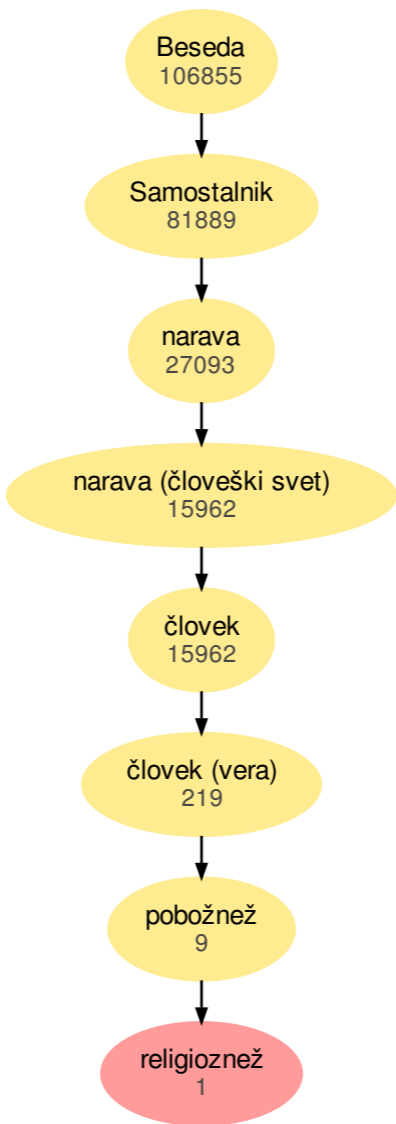 Beseda
106855
Samostalnik
81889
narava
27093
narava (človeški svet)
15962
človek
15962
človek (vera)
219
pobožnež
9
religioznež
1